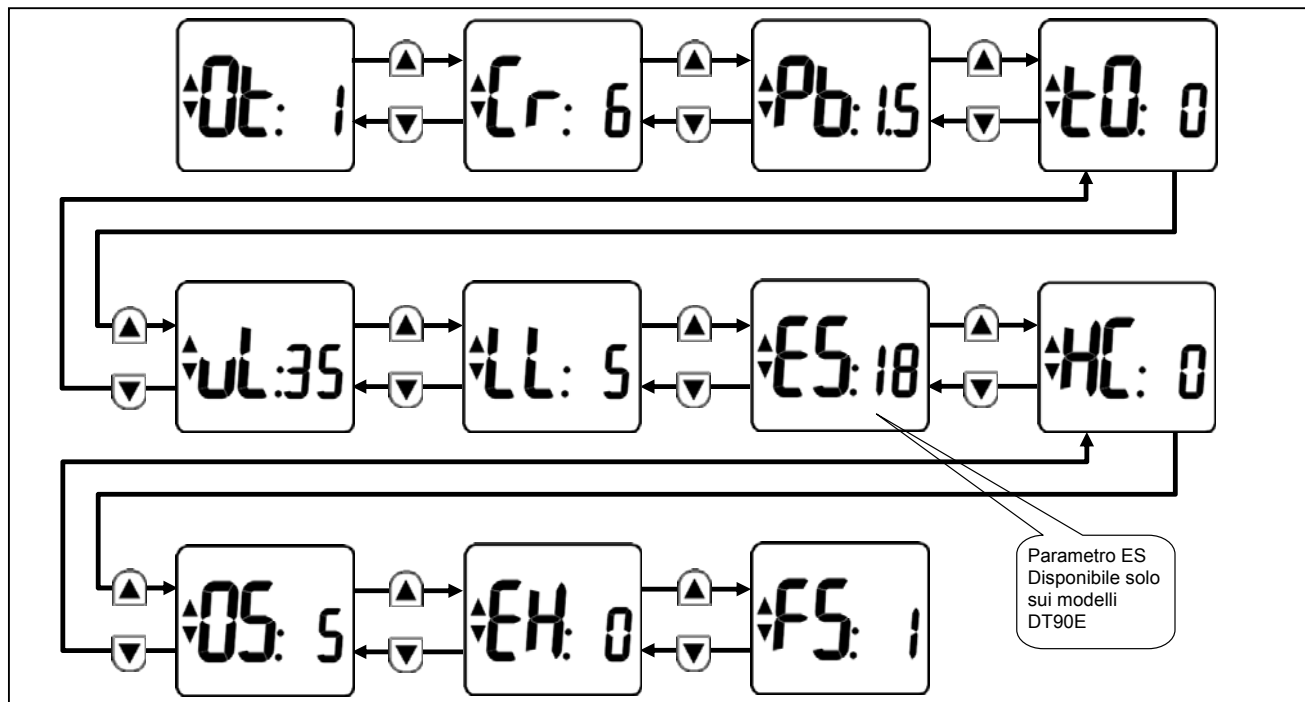 Ot: 1
Cr: 6
Pb:1.5
tO: 0
uL:35
LL: 5
ES:18
HC: 0
Parametro ES
Disponibile solo
sui modelli
DT90E
OS: 5
EH: 0
FS: 1